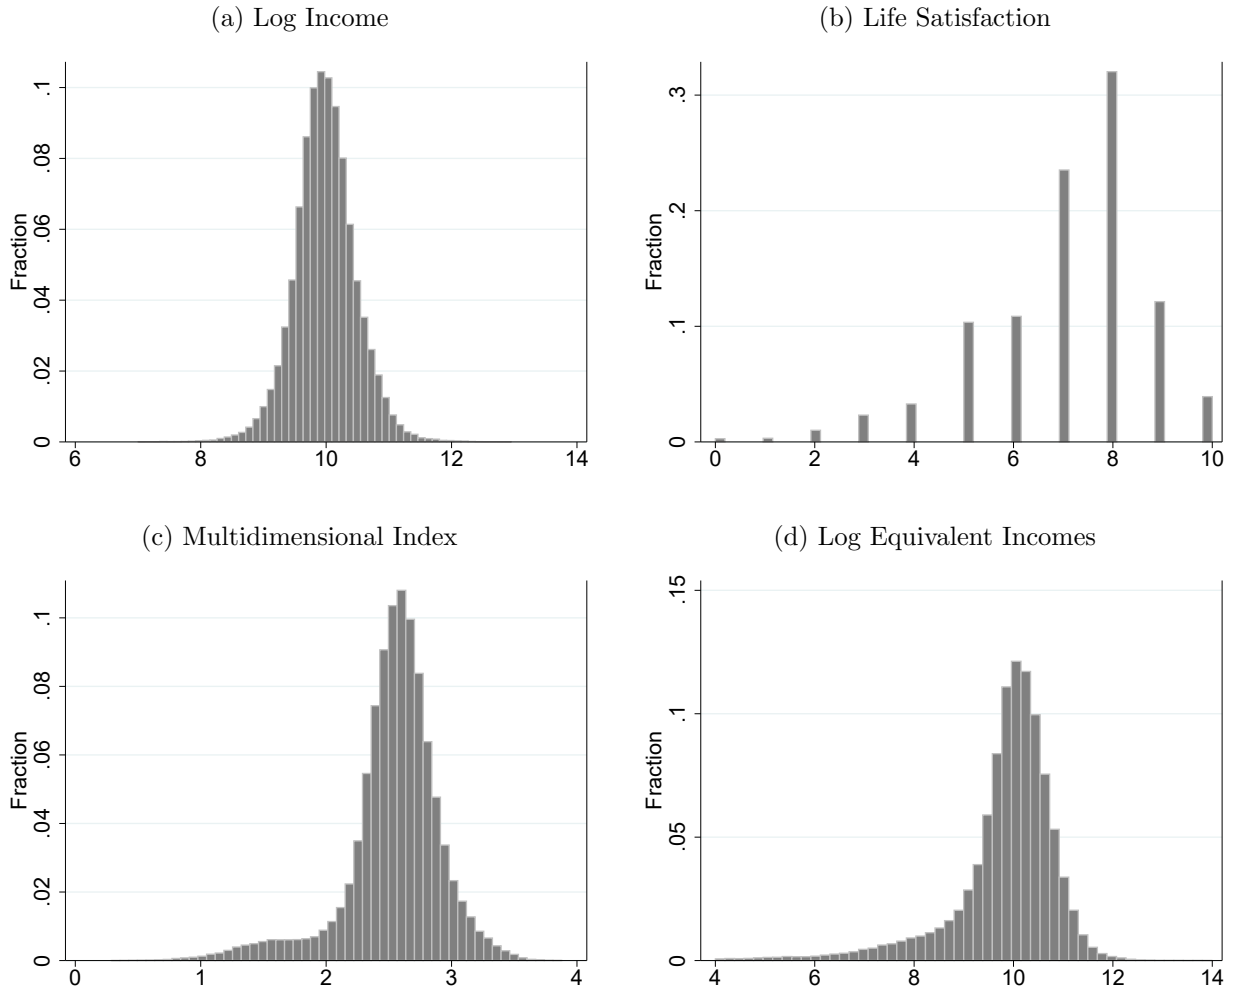 (a) Log Income
Fraction
.1
.08
.06
.04
.02
0
6 8 10 12 14
(b) Life Satisfaction
Fraction
.3
.2
.1
0
0 2 4 6 8 10
(c) Multidimensional Index
Fraction
.1
.08
.06
.04
.02
0
0 1 2 3 4
(d) Log Equivalent Incomes
Fraction
.15
.1
.05
0
4 6 8 10 12 14